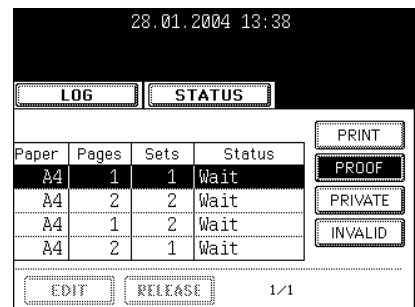 28.01.2004 13:38
LOG STATUS
PRINT
Paper Pages Sets Status
PROOF
A4 1 1 Wait
A4 2 2 Wait
PRIVATE
A4 1 2 Wait
INVALID
A4 2 1 Wait
EDIT RELEASE 1/1